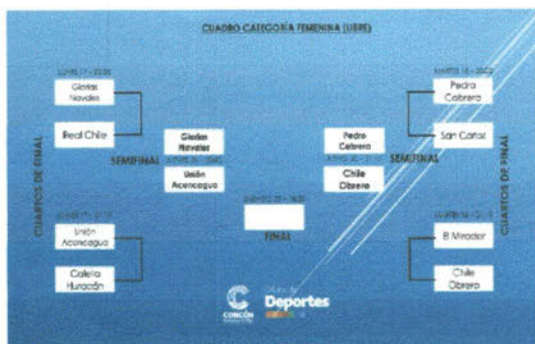 CUADRO CATEGORÍA FEMENINA (LIBRE)
Glorias
Navales
Real Chile
CUARTOS DE FINAL
Unión
Aconcagua
Caleta
Huracán
SEMIFINAL
Glorias
Navales
Unión
Aconcagua
FINAL
Pedro
Cabrera
Chile
Obrero
SEMIFINAL
Pedro
Cabrera
San Carlos
CUARTOS DE FINAL
El Mirador
Chile
Obrero
CONCÓN
Deportes